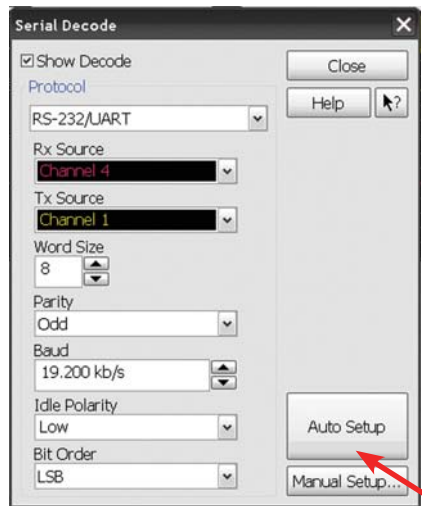 Serial Decode
Show Decode
Close
Protocol
Help
?
RS-232/UART
Rx Source
Channel 4
Tx Source
Channel 1
Word Size
8
Parity
Odd
Baud
19.200 kb/s
Idle Polarity
Low
Auto Setup
Bit Order
LSB
Manual Setup...